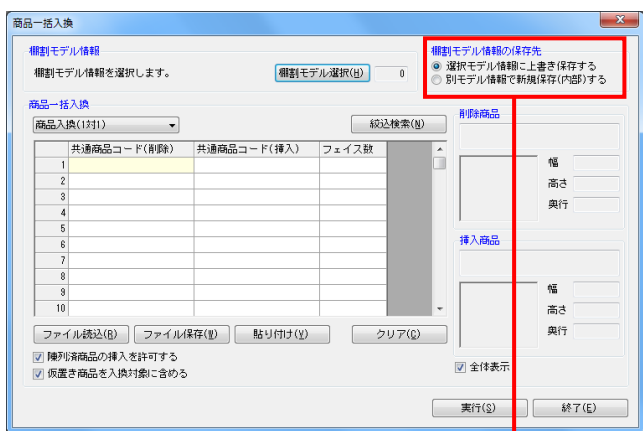 商品一括入換
棚割モデル情報
棚割モデル情報を選択します。
棚割モデル選択(H)
0
棚割モデル情報の保存先
選択モデル情報に上書き保存する
別モデル情報で新規保存(内部)する
商品一括入換
商品入換(1対1)
絞込検索(N)
共通商品コード(削除) 共通商品コード(挿入) フェイス数
1
2
3
4
5
6
7
8
9
10
ファイル読込(R) ファイル保存(W) 貼り付け(V) クリア(C)
陳列済商品の挿入を許可する
仮置き商品を入換対象に含める
削除商品
幅
高さ
奥行
挿入商品
幅
高さ
奥行
全体表示
実行(S) 終了(E)